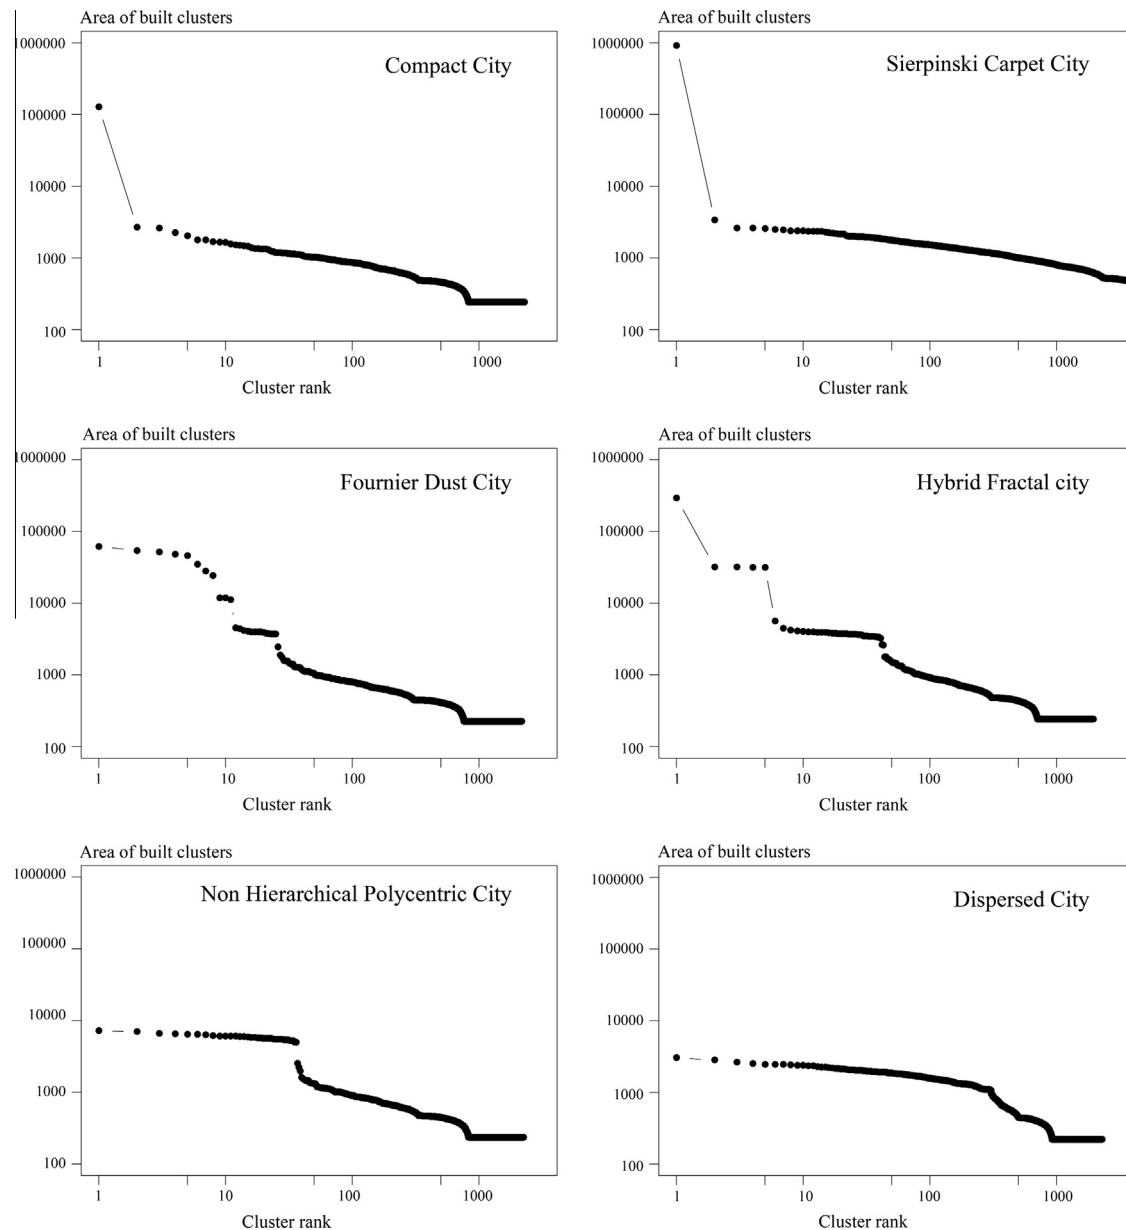 Area of built clusters
1000000
Compact City
100000
10000
1000
100
1 10 100 1000
Cluster rank
Area of built clusters
1000000
Sierpinski Carpet City
100000
10000
1000
100
1 10 100 1000
Cluster rank
Area of built clusters
1000000
Fournier Dust City
100000
10000
1000
100
1 10 100 1000
Cluster rank
Area of built clusters
1000000
Hybrid Fractal city
100000
10000
1000
100
1 10 100 1000
Cluster rank
Area of built clusters
1000000
Non Hierarchical Polycentric City
100000
10000
1000
100
1 10 100 1000
Cluster rank
Area of built clusters
1000000
Dispersed City
100000
10000
1000
100
1 10 100 1000
Cluster rank